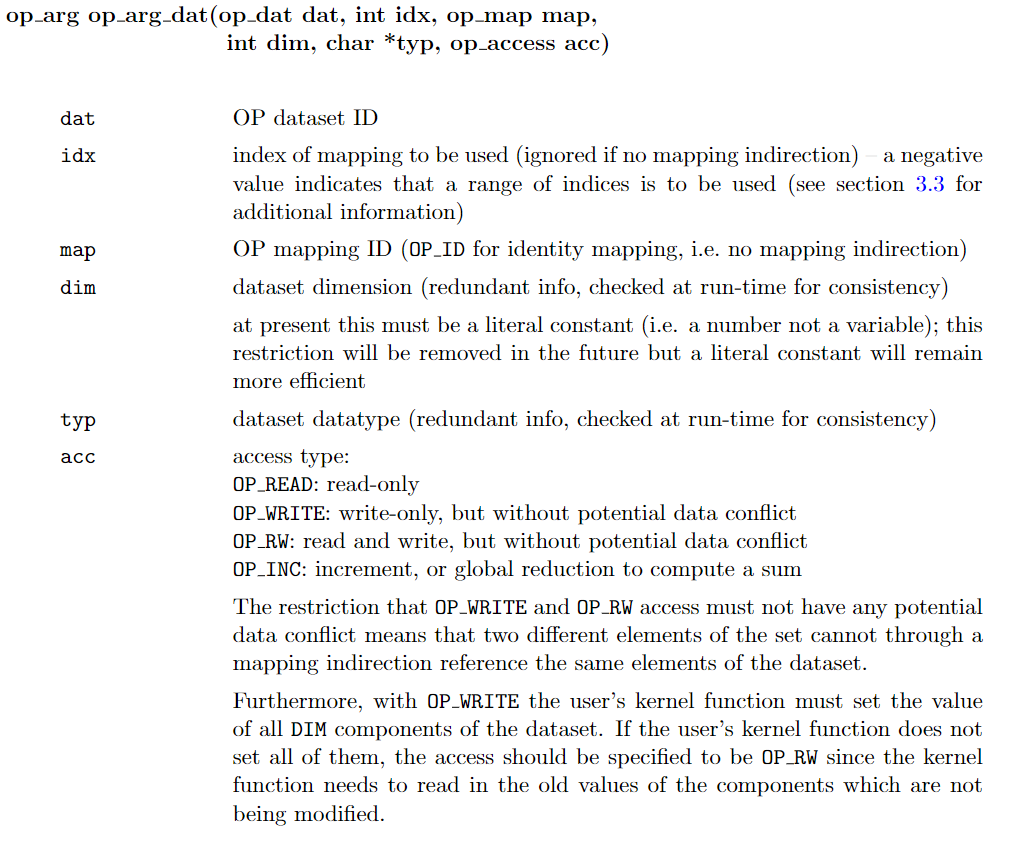 op_arg op_arg_dat(op_dat dat, int idx, op_map map,
int dim, char *typ, op_access acc)
dat OP dataset ID
idx index of mapping to be used (ignored if no mapping indirection) – a negative
value indicates that a range of indices is to be used (see section 3.3 for
additional information)
map OP mapping ID (OP_ID for identity mapping, i.e. no mapping indirection)
dim dataset dimension (redundant info, checked at run-time for consistency)
at present this must be a literal constant (i.e. a number not a variable); this
restriction will be removed in the future but a literal constant will remain
more efficient
typ dataset datatype (redundant info, checked at run-time for consistency)
acc access type:
OP_READ: read-only
OP_WRITE: write-only, but without potential data conflict
OP_RW: read and write, but without potential data conflict
OP_INC: increment, or global reduction to compute a sum
The restriction that OP_WRITE and OP_RW access must not have any potential
data conflict means that two different elements of the set cannot through a
mapping indirection reference the same elements of the dataset.
Furthermore, with OP_WRITE the user's kernel function must set the value
of all DIM components of the dataset. If the user's kernel function does not
set all of them, the access should be specified to be OP_RW since the kernel
function needs to read in the old values of the components which are not
being modified.